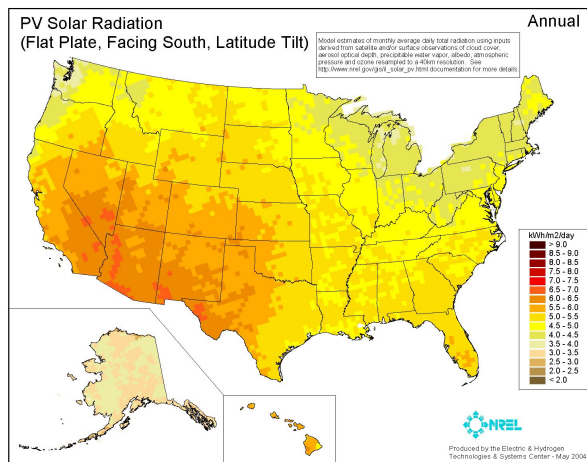 PV Solar Radiation
(Flat Plate, Facing South, Latitude Tilt)
Model estimates of monthly average daily total radiation using inputs
derived from satellite and/or surface observations of cloud cover,
aerosol optical depth, precipitable water vapor, albedo, atmospheric
pressure and ozone resampled to a 40km resolution. See
http://www.nrel.gov/gis/il_solar_pv.html documentation for more details.
Annual
kWh/m2/day
> 9.0
8.5 - 9.0
8.0 - 8.5
7.5 - 8.0
7.0 - 7.5
6.5 - 7.0
6.0 - 6.5
5.5 - 6.0
5.0 - 5.5
4.5 - 5.0
4.0 - 4.5
3.5 - 4.0
3.0 - 3.5
2.5 - 3.0
2.0 - 2.5
< 2.0
NREL
Produced by the Electric & Hydrogen
Technologies & Systems Center - May 2004